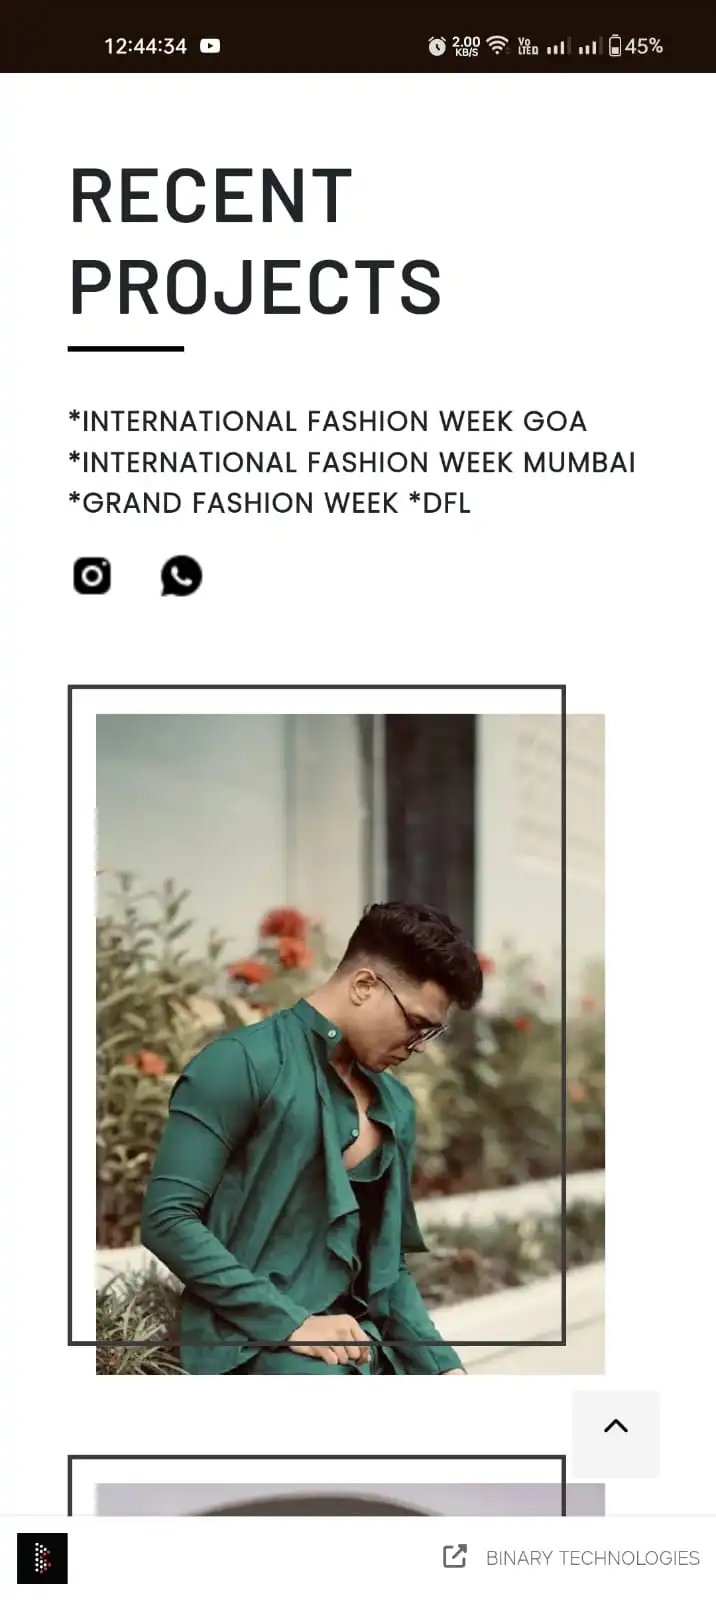 12:44:34 2.00 KB/S Vo LTED 45%
RECENT
PROJECTS
*INTERNATIONAL FASHION WEEK GOA
*INTERNATIONAL FASHION WEEK MUMBAI
*GRAND FASHION WEEK *DFL
BINARY TECHNOLOGIES